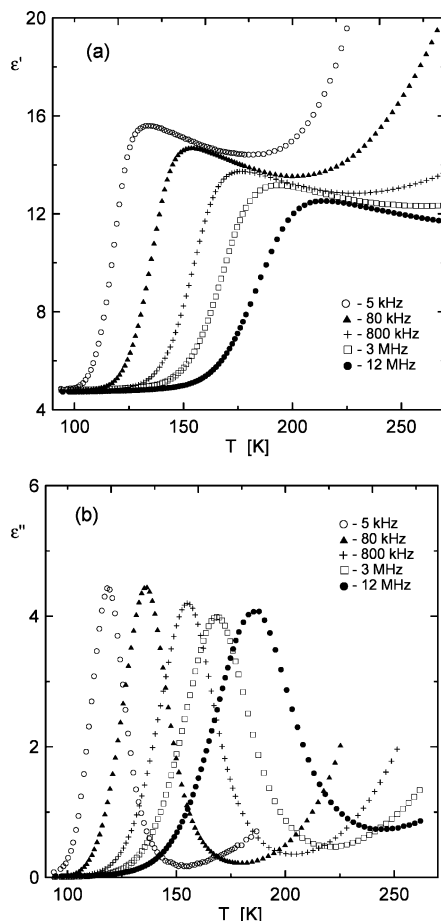 20
(a)
ε'
16
12
8
4
○ - 5 kHz
▲ - 80 kHz
+ - 800 kHz
□ - 3 MHz
● - 12 MHz
100 150 200 250
T [K]
6
(b)
ε''
4
2
0
○ - 5 kHz
▲ - 80 kHz
+ - 800 kHz
□ - 3 MHz
● - 12 MHz
100 150 200 250
T [K]